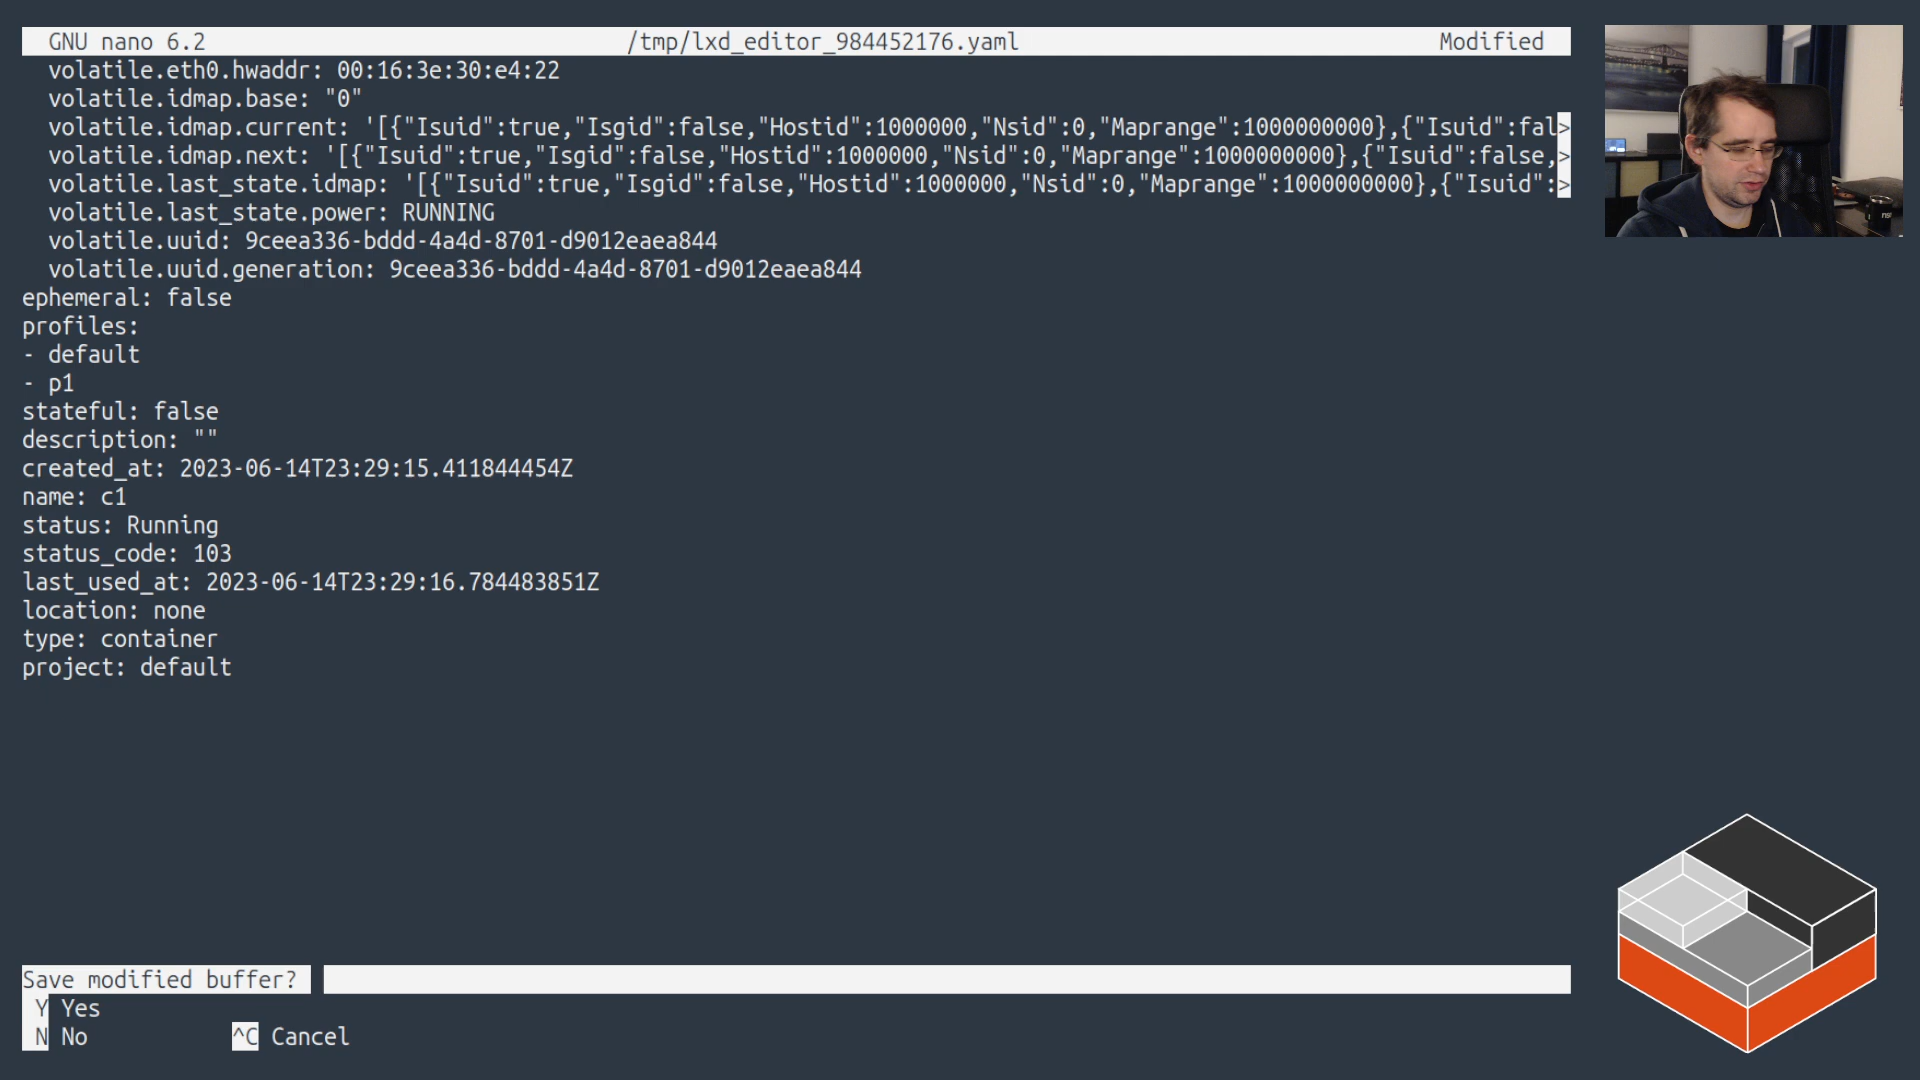 GNU nano 6.2 /tmp/lxd_editor_984452176.yaml Modified
volatile.eth0.hwaddr: 00:16:3e:30:e4:22
volatile.idmap.base: "0"
volatile.idmap.current: '[{"Isuid":true,"Isgid":false,"Hostid":1000000,"Nsid":0,"Maprange":1000000000},{"Isuid":fal>
volatile.idmap.next: '[{"Isuid":true,"Isgid":false,"Hostid":1000000,"Nsid":0,"Maprange":1000000000},{"Isuid":false,>
volatile.last_state.idmap: '[{"Isuid":true,"Isgid":false,"Hostid":1000000,"Nsid":0,"Maprange":1000000000},{"Isuid":>
volatile.last_state.power: RUNNING
volatile.uuid: 9ceea336-bddd-4a4d-8701-d9012eaea844
volatile.uuid.generation: 9ceea336-bddd-4a4d-8701-d9012eaea844
ephemeral: false
profiles:
- default
- p1
stateful: false
description: ""
created_at: 2023-06-14T23:29:15.411844454Z
name: c1
status: Running
status_code: 103
last_used_at: 2023-06-14T23:29:16.784483851Z
location: none
type: container
project: default
Save modified buffer?
Y Yes
N No ^C Cancel